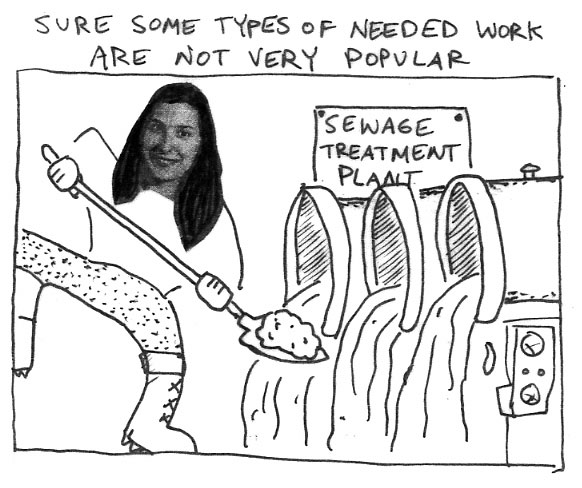 SURE SOME TYPES OF NEEDED WORK
ARE NOT VERY POPULAR
SEWAGE
TREATMENT
PLANT